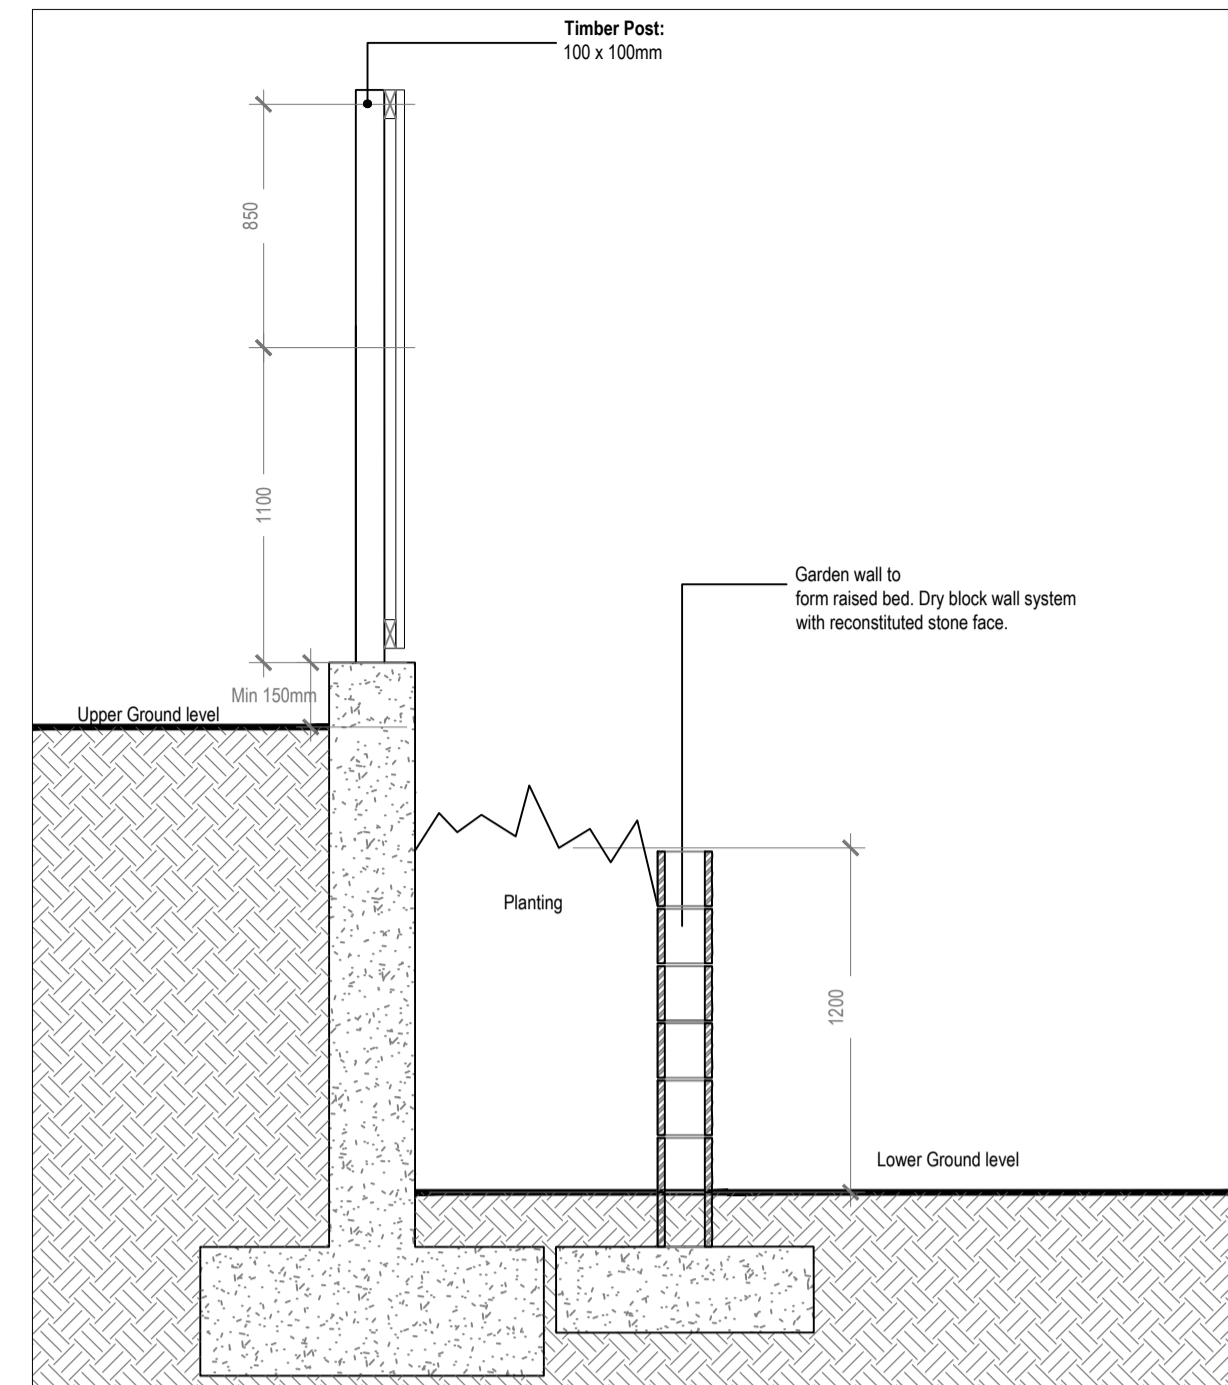 Timber Post:
100 x 100mm
850
1100
Garden wall to
form raised bed. Dry block wall system
with reconstituted stone face.
Min 150mm
Upper Ground level
Planting
1200
Lower Ground level